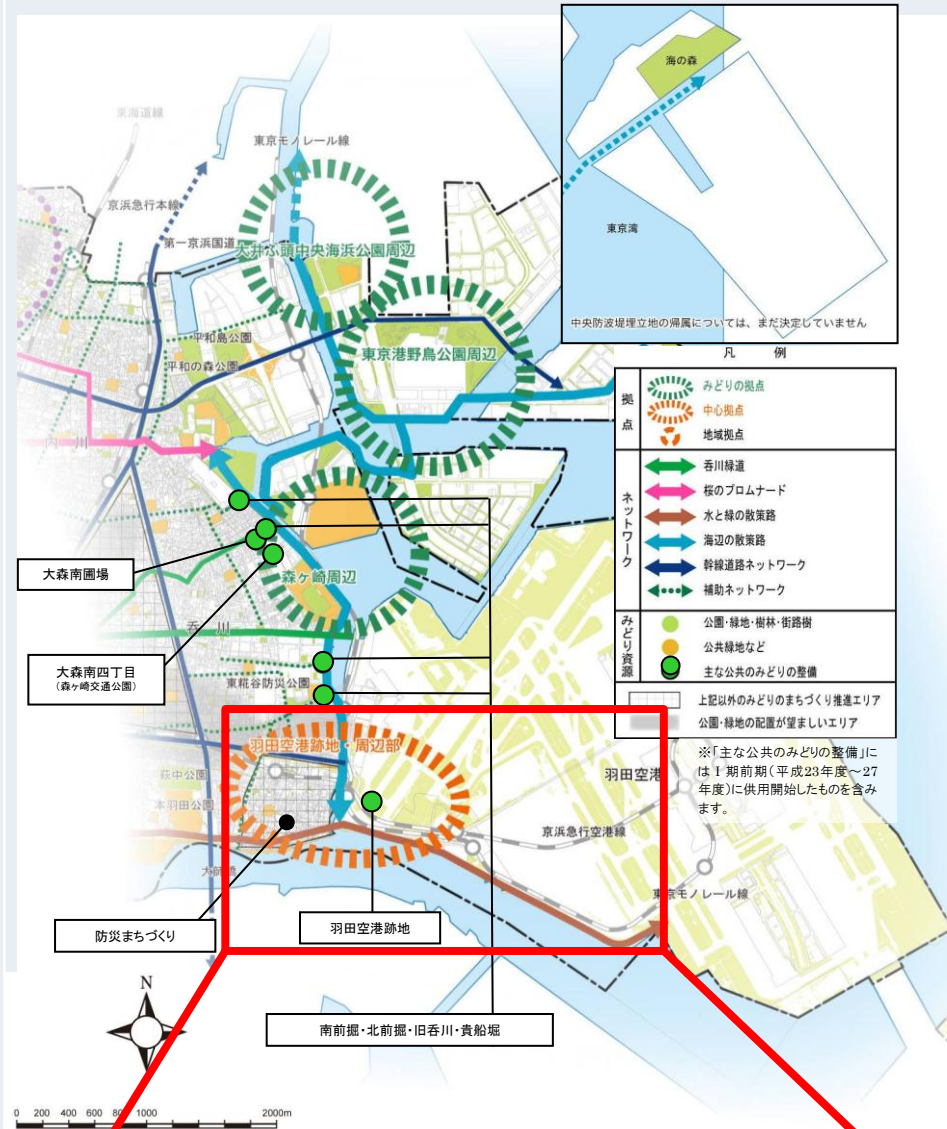 海の森
東京湾
中央防波堤埋立地の帰属については、まだ決定していません
東海道線
東京モノレール線
京浜急行本線
第一京浜国道
大井ふ頭中央海浜公園周辺
平和島公園
平和の森公園
東京港野鳥公園周辺
内川
大森南圃場
森ヶ崎周辺
呑川
大森南四丁目
(森ヶ崎交通公園)
東糀谷防災公園
羽田空港跡地・周辺部
萩中公園
本羽田公園
大師橋
羽田空港
京浜急行空港線
東京モノレール線
防災まちづくり
羽田空港跡地
南前堀・北前堀・旧呑川・貴船堀
N
0 200 400 600 800 1000 2000m
凡 例
拠点
みどりの拠点
中心拠点
地域拠点
ネットワーク
呑川緑道
桜のプロムナード
水と緑の散策路
海辺の散策路
幹線道路ネットワーク
補助ネットワーク
みどり資源
公園・緑地・樹林・街路樹
公共緑地など
主な公共のみどりの整備
上記以外のみどりのまちづくり推進エリア
公園・緑地の配置が望ましいエリア
※「主な公共のみどりの整備」に
はⅠ期前期(平成23年度~27
年度)に供用開始したものを含み
ます。